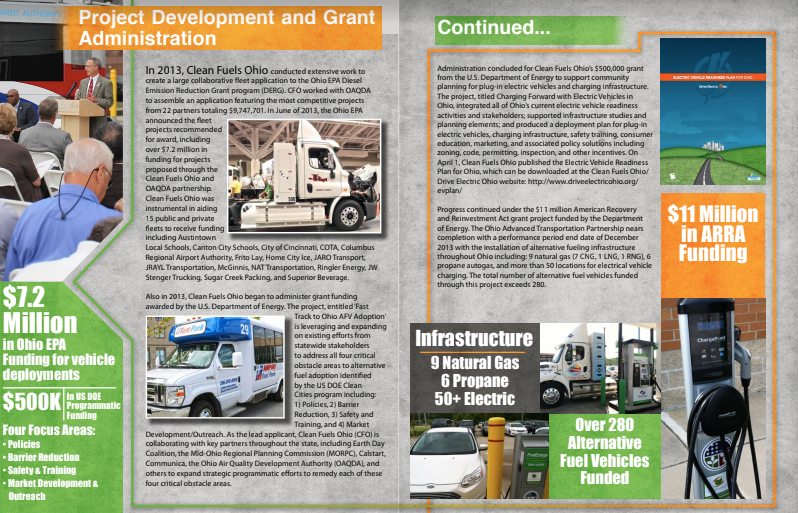 Project Development and Grant
Administration
In 2013, Clean Fuels Ohio conducted extensive work to
create a large collaborative fleet application to the Ohio EPA Diesel
Emission Reduction Grant program (DERG). CFO worked with OAQDA
to assemble an application featuring the most competitive projects
from 22 partners totaling $9,747,701. In June of 2013, the Ohio EPA
announced the fleet
projects recommended
for award, including
over $7.2 million in
funding for projects
proposed through the
Clean Fuels Ohio and
OAQDA partnership.
Clean Fuels Ohio was
instrumental in aiding
15 public and private
fleets to receive funding
including Austintown
Local Schools, Canton City Schools, City of Cincinnati, COTA, Columbus
Regional Airport Authority, Frito Lay, Home City Ice, JARO Transport,
JRAYL Transportation, McGinnis, NAT Transportation, Ringler Energy, JW
Stenger Trucking, Sugar Creek Packing, and Superior Beverage.
Also in 2013, Clean Fuels Ohio began to administer grant funding
awarded by the U.S. Department of Energy. The project, entitled 'Fast
Track to Ohio AFV Adoption'
is leveraging and expanding
on existing efforts from
statewide stakeholders
to address all four critical
obstacle areas to alternative
fuel adoption identified
by the US DOE Clean
Cities program including:
1) Policies, 2) Barrier
Reduction, 3) Safety and
Training, and 4) Market
Development/Outreach. As the lead applicant, Clean Fuels Ohio (CFO) is
collaborating with key partners throughout the state, including Earth Day
Coalition, the Mid-Ohio Regional Planning Commission (MORPC), Calstart,
Communica, the Ohio Air Quality Development Authority (OAQDA), and
others to expand strategic programmatic efforts to remedy each of these
four critical obstacle areas.
$7.2
Million
in Ohio EPA
Funding for vehicle
deployments
$500K
In US DOE
Programmatic
Funding
Four Focus Areas:
• Policies
• Barrier Reduction
• Safety & Training
• Market Development &
Outreach
29
Continued...
Administration concluded for Clean Fuels Ohio's $500,000 grant
from the U.S. Department of Energy to support community
planning for plug-in electric vehicles and charging infrastructure.
The project, titled Charging Forward with Electric Vehicles in
Ohio, integrated all of Ohio's current electric vehicle readiness
activities and stakeholders; supported infrastructure studies and
planning elements; and produced a deployment plan for plug-in
electric vehicles, charging infrastructure, safety training, consumer
education, marketing, and associated policy solutions including
zoning, code, permitting, inspection, and other incentives. On
April 1, Clean Fuels Ohio published the Electric Vehicle Readiness
Plan for Ohio, which can be downloaded at the Clean Fuels Ohio/
Drive Electric Ohio website: http://www.driveelectricohio.org/
evplan/
Progress continued under the $11 million American Recovery
and Reinvestment Act grant project funded by the Department
of Energy. The Ohio Advanced Transportation Partnership nears
completion with a performance period end date of December
2013 with the installation of alternative fueling infrastructure
throughout Ohio including: 9 natural gas (7 CNG, 1 LNG, 1 RNG), 6
propane autogas, and more than 50 locations for electrical vehicle
charging. The total number of alternative fuel vehicles funded
through this project exceeds 280.
ELECTRIC VEHICLE READINESS PLAN FOR OHIO
$11 Million
in ARRA
Funding
Infrastructure
9 Natural Gas
6 Propane
50+ Electric
Over 280
Alternative
Fuel Vehicles
Funded
ChargePoint